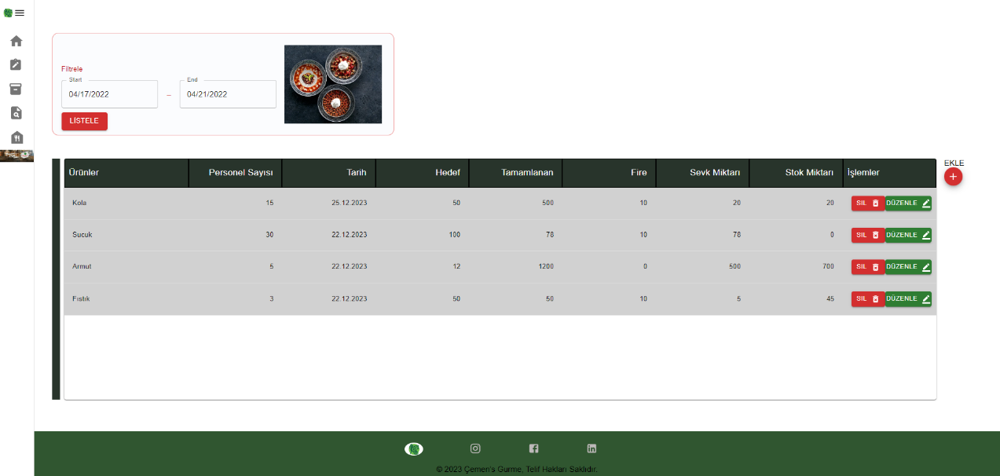 Filtrele
Start End
04/17/2022 – 04/21/2022
LİSTELE
EKLE
Ürünler Personel Sayısı Tarih Hedef Tamamlanan Fire Sevk Miktarı Stok Miktarı İşlemler
Kola 15 25.12.2023 50 500 10 20 20 SIL DÜZENLE
Sucuk 30 22.12.2023 100 78 10 78 0 SIL DÜZENLE
Armut 5 22.12.2023 12 1200 0 500 700 SIL DÜZENLE
Fıstık 3 22.12.2023 50 50 10 5 45 SIL DÜZENLE
© 2023 Çemen's Gurme, Telif Hakları Saklıdır.